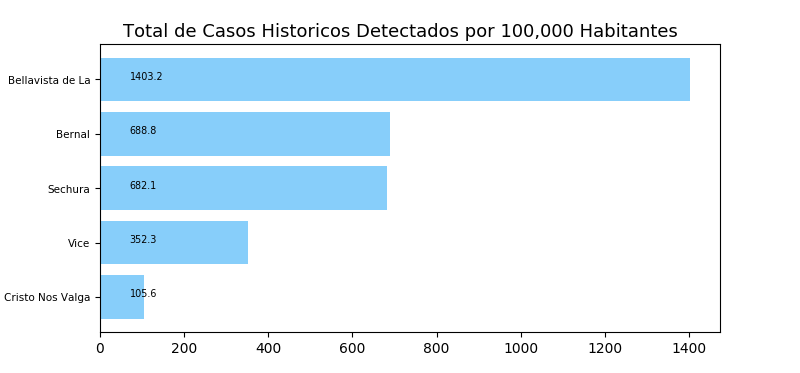 Total de Casos Historicos Detectados por 100,000 Habitantes
Bellavista de La 1403.2
Bernal 688.8
Sechura 682.1
Vice 352.3
Cristo Nos Valga 105.6
0 200 400 600 800 1000 1200 1400